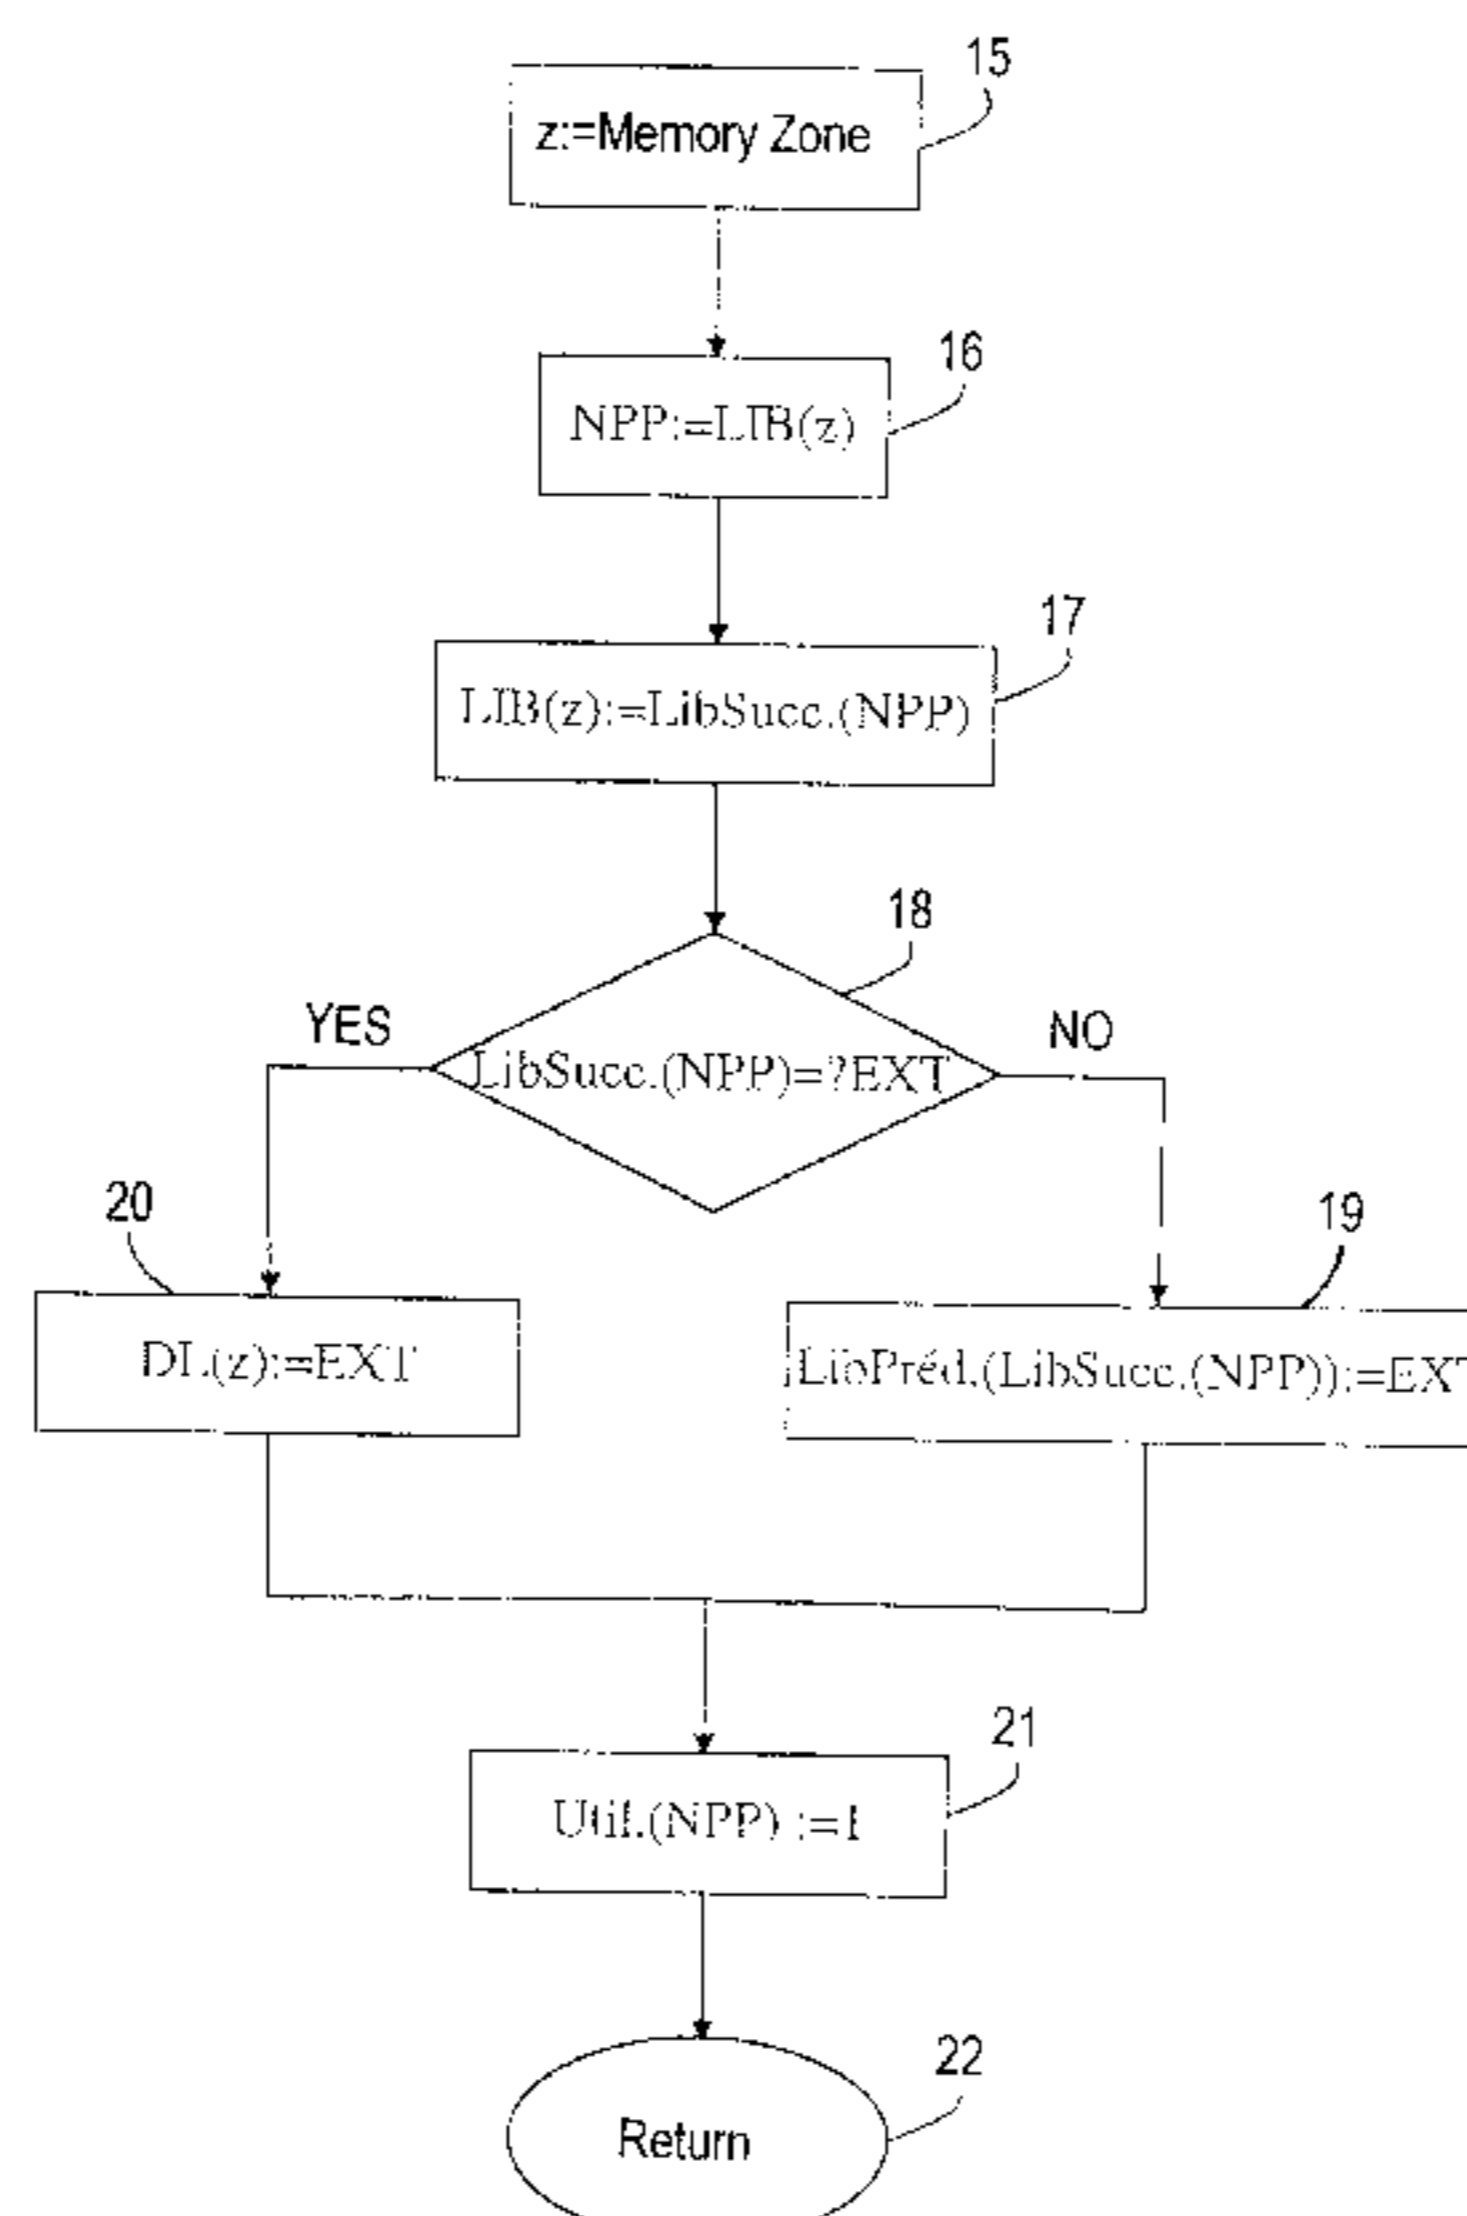 15
z:=Memory Zone
16
NPP:=LIB(z)
17
LIB(z):=LibSucc.(NPP)
18
YES
NO
LibSucc.(NPP)=?EXT
20
19
DL(z):=EXT
LibPréd.(LibSucc.(NPP)):=EXT
21
Util.(NPP) :=1
22
Return